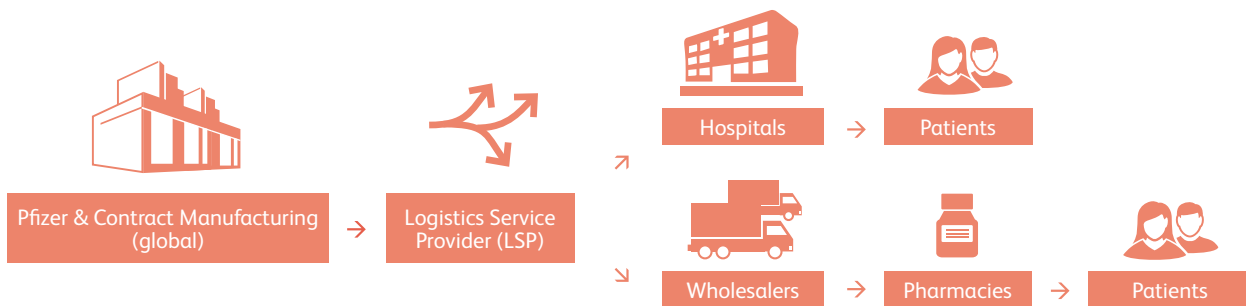 Pfizer & Contract Manufacturing
(global)
Logistics Service
Provider (LSP)
Hospitals
Patients
Wholesalers
Pharmacies
Patients